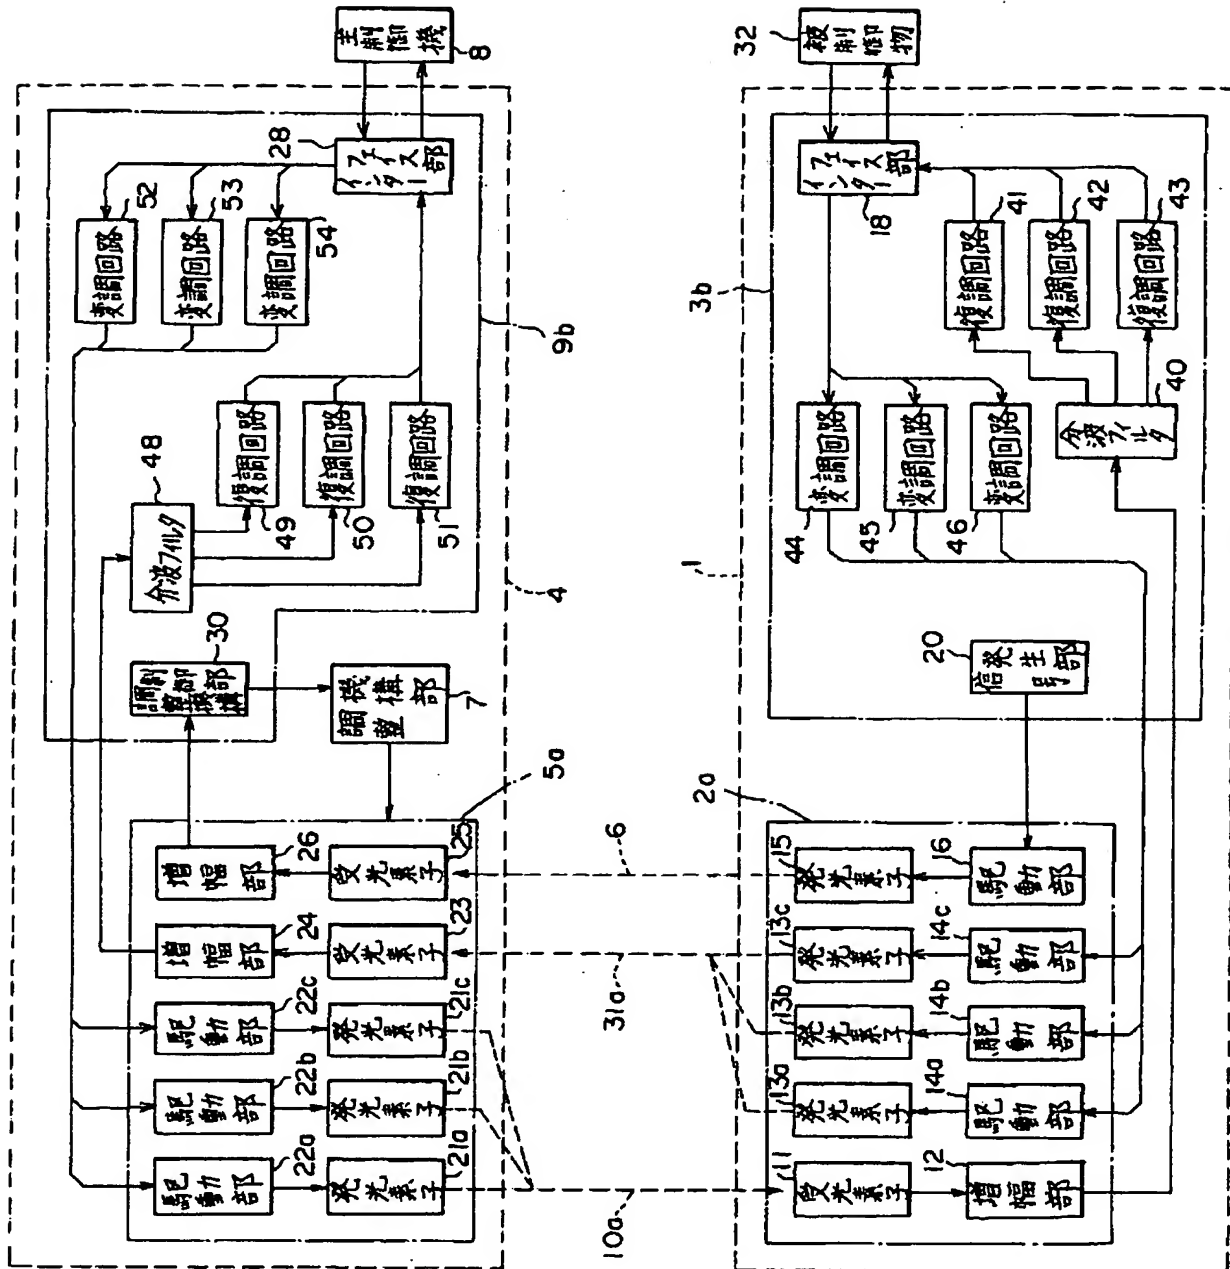 主制御機
8
28
インター
フェイス部
52
変調回路
53
変調回路
54
変調回路
9b
48
分波フィルタ
49
復調回路
50
復調回路
51
復調回路
4
30
調整機構
制御部
7
調整
機構部
5a
26
増幅部
25
受光素子
24
増幅部
23
受光素子
22c
駆動部
21c
発光素子
22b
駆動部
21b
発光素子
22a
駆動部
21a
発光素子
6
31a
10a
32
被制御物
18
インター
フェイス部
3b
41
復調回路
42
復調回路
43
復調回路
40
分波フィルタ
44
変調回路
45
変調回路
46
変調回路
1
20
信号
発生部
2a
15
発光素子
16
駆動部
13c
発光素子
14c
駆動部
13b
発光素子
14b
駆動部
13a
発光素子
14a
駆動部
11
受光素子
12
増幅部